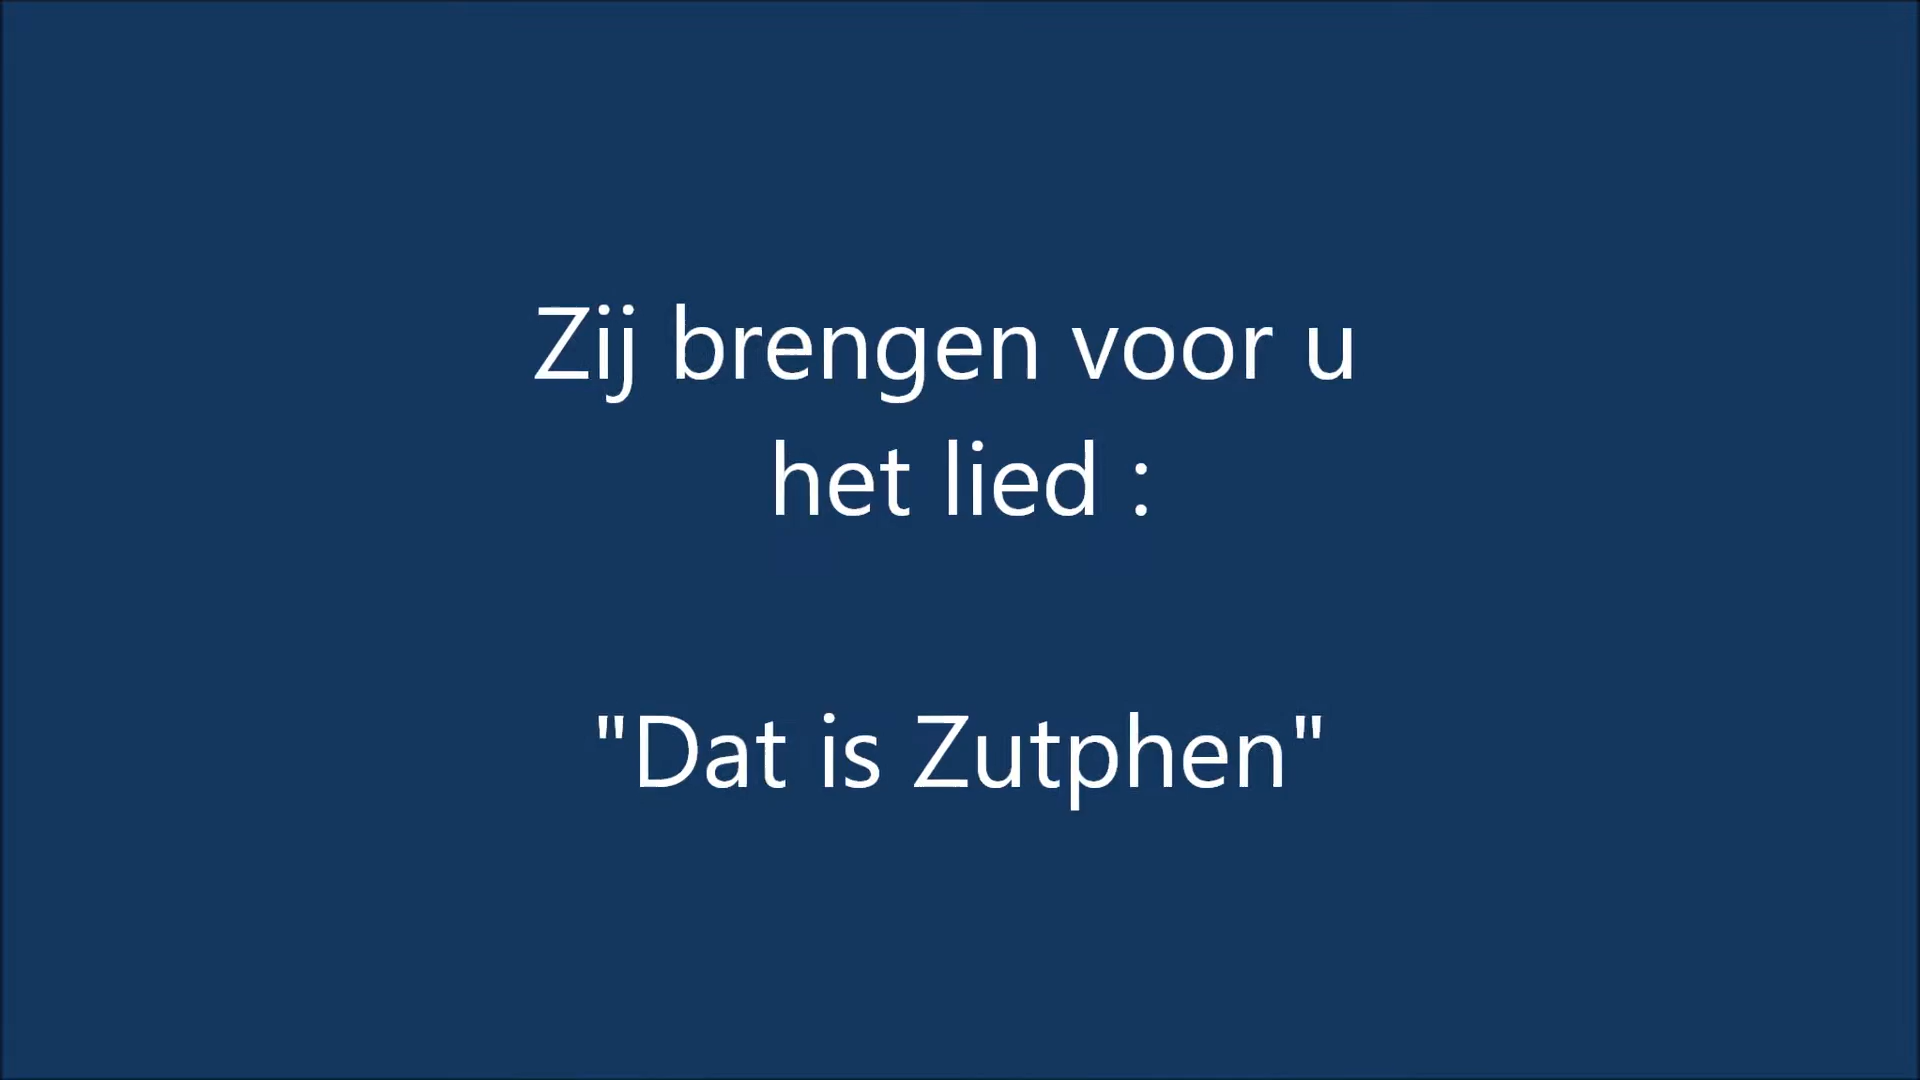 Zij brengen voor u
het lied :
"Dat is Zutphen"